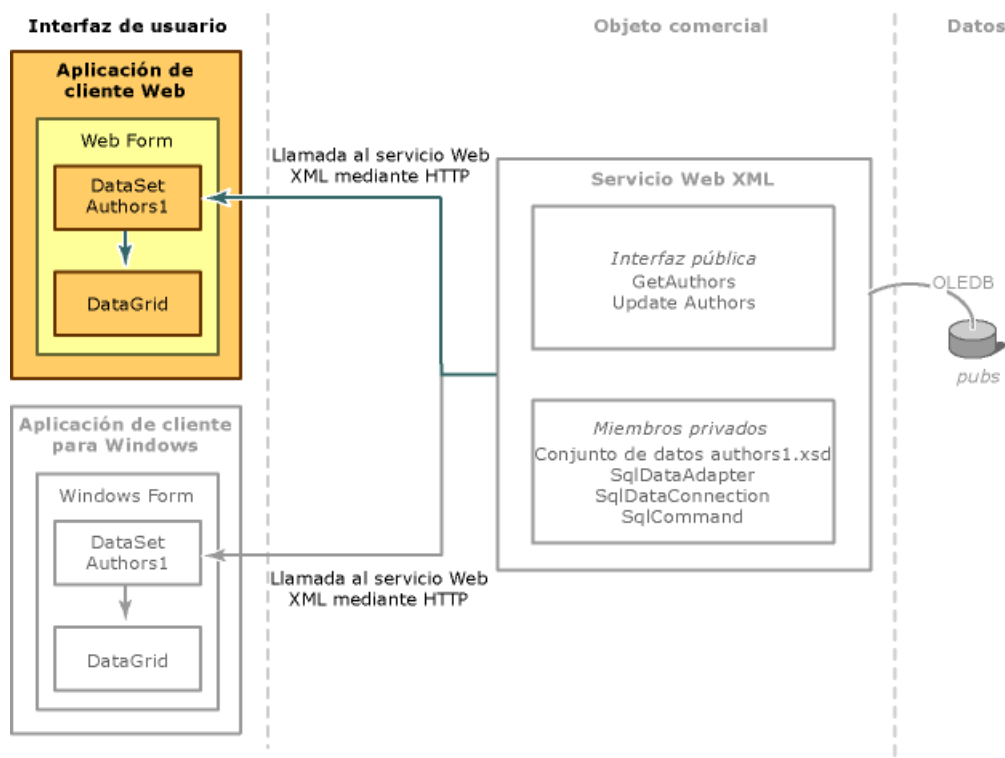 Interfaz de usuario
Objeto comercial
Datos
Aplicación de
cliente Web
Web Form
DataSet
Authors1
DataGrid
Llamada al servicio Web
XML mediante HTTP
Servicio Web XML
Interfaz pública
GetAuthors
Update Authors
OLEDB
pubs
Miembros privados
Conjunto de datos authors1.xsd
SqlDataAdapter
SqlDataConnection
SqlCommand
Aplicación de cliente
para Windows
Windows Form
DataSet
Authors1
DataGrid
Llamada al servicio Web
XML mediante HTTP